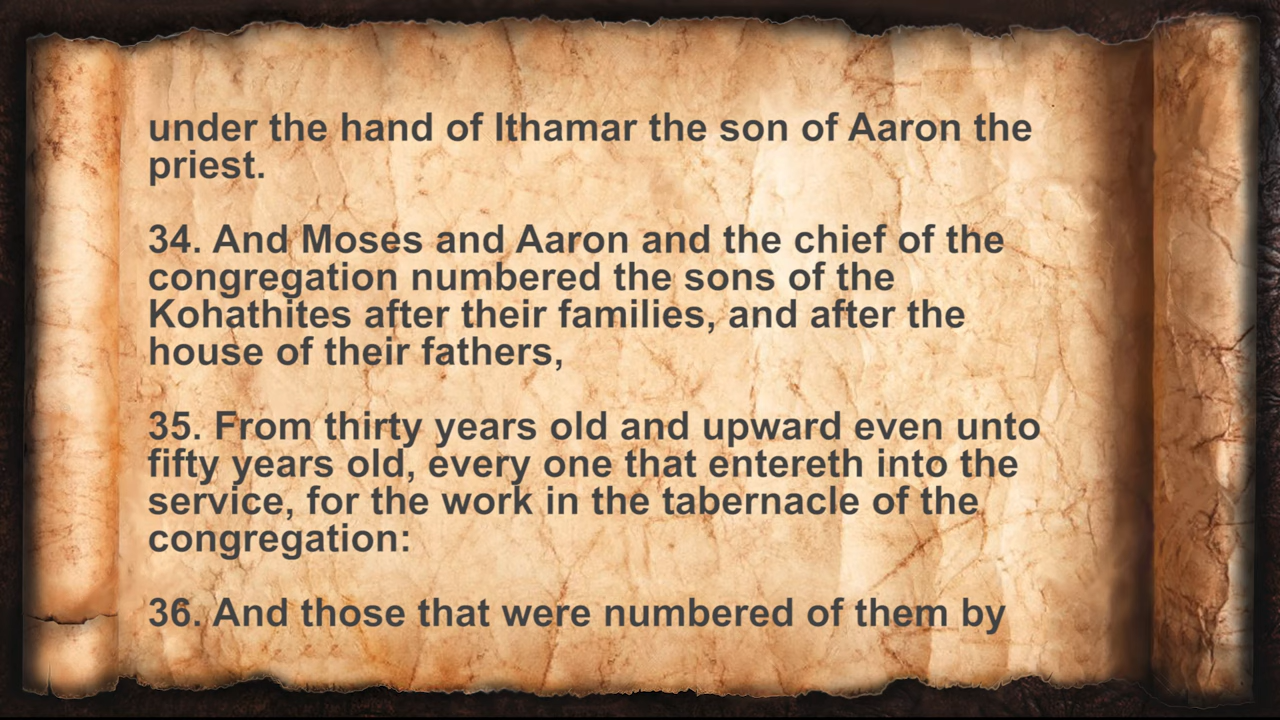 under the hand of Ithamar the son of Aaron the
priest.
34. And Moses and Aaron and the chief of the
congregation numbered the sons of the
Kohathites after their families, and after the
house of their fathers,
35. From thirty years old and upward even unto
fifty years old, every one that entereth into the
service, for the work in the tabernacle of the
congregation:
36. And those that were numbered of them by